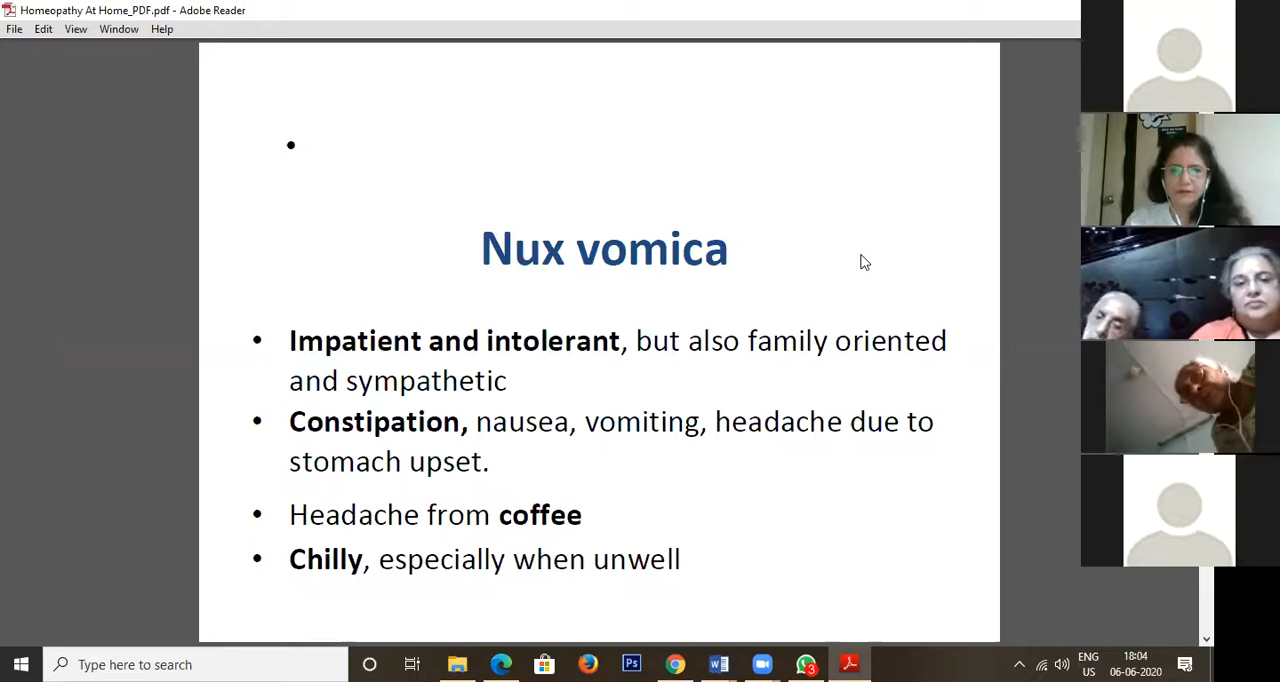 Homeopathy At Home_PDF.pdf - Adobe Reader
File Edit View Window Help
•
Nux vomica
• Impatient and intolerant, but also family oriented
and sympathetic
• Constipation, nausea, vomiting, headache due to
stomach upset.
• Headache from coffee
• Chilly, especially when unwell
Type here to search
Ps
W
3
ENG
US
18:04
06-06-2020